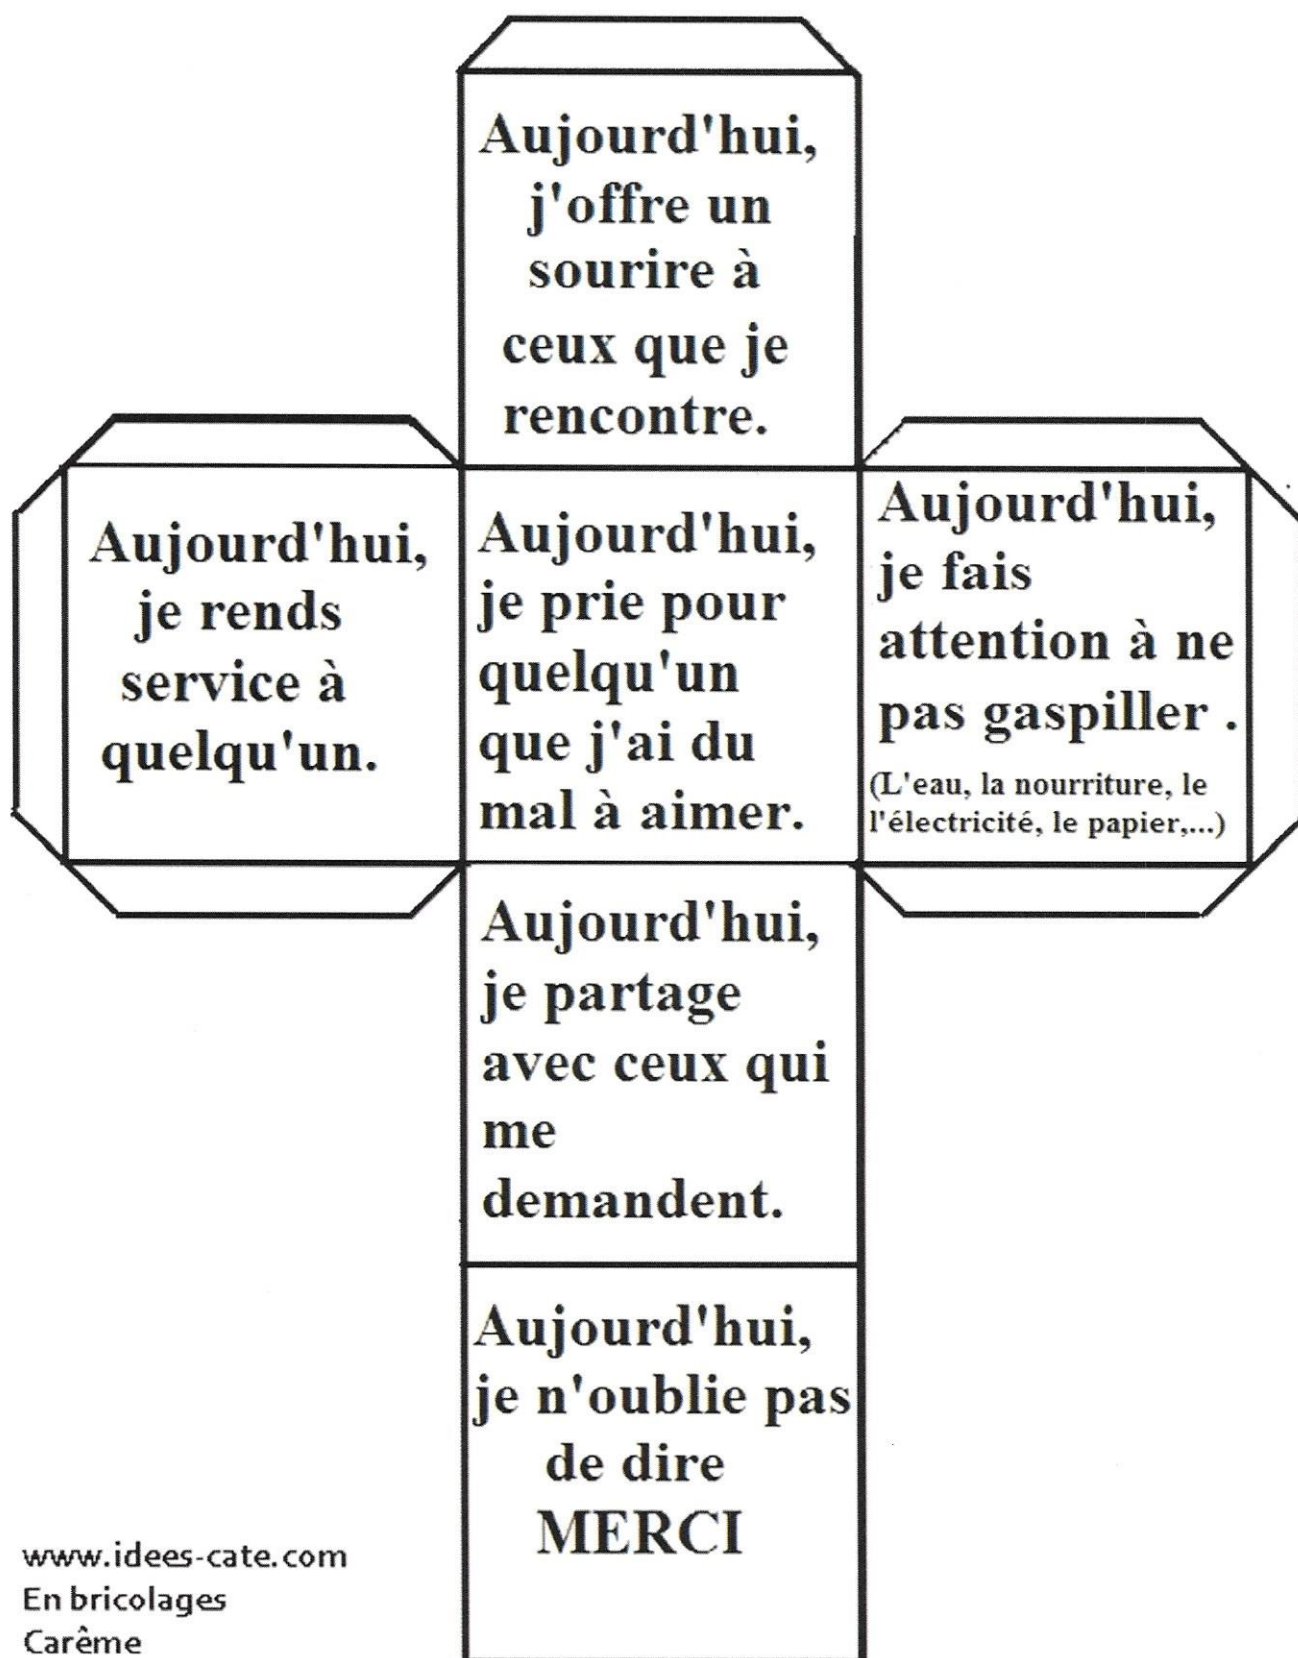 Aujourd'hui,
j'offre un
sourire à
ceux que je
rencontre.
Aujourd'hui,
je rends
service à
quelqu'un.
Aujourd'hui,
je prie pour
quelqu'un
que j'ai du
mal à aimer.
Aujourd'hui,
je fais
attention à ne
pas gaspiller .
(L'eau, la nourriture, le
l'électricité, le papier,...)
Aujourd'hui,
je partage
avec ceux qui
me
demandent.
Aujourd'hui,
je n'oublie pas
de dire
MERCI
www.idees-cate.com
En bricolages
Carême